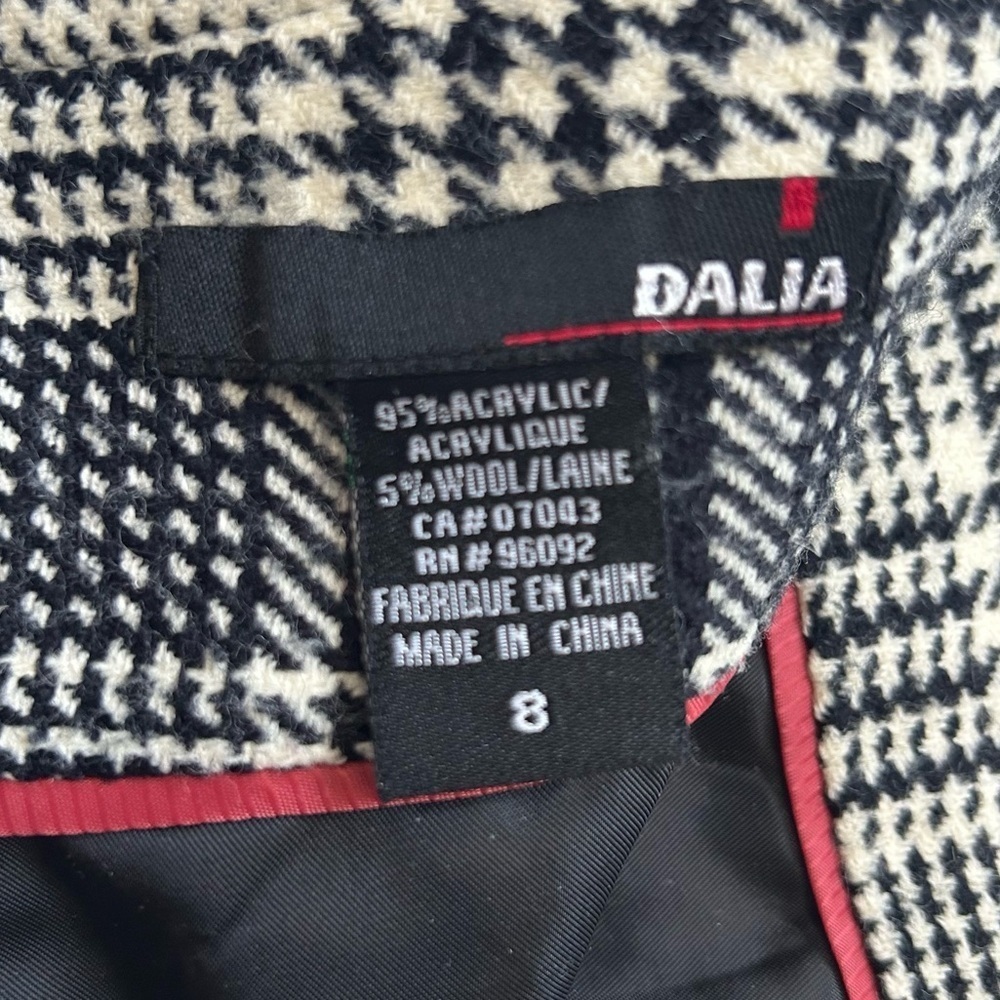 DALIA
95% ACRYLIC/
ACRYLIQUE
5% WOOL/LAINE
CA# 07043
RN # 96092
FABRIQUE EN CHINE
MADE IN CHINA
8